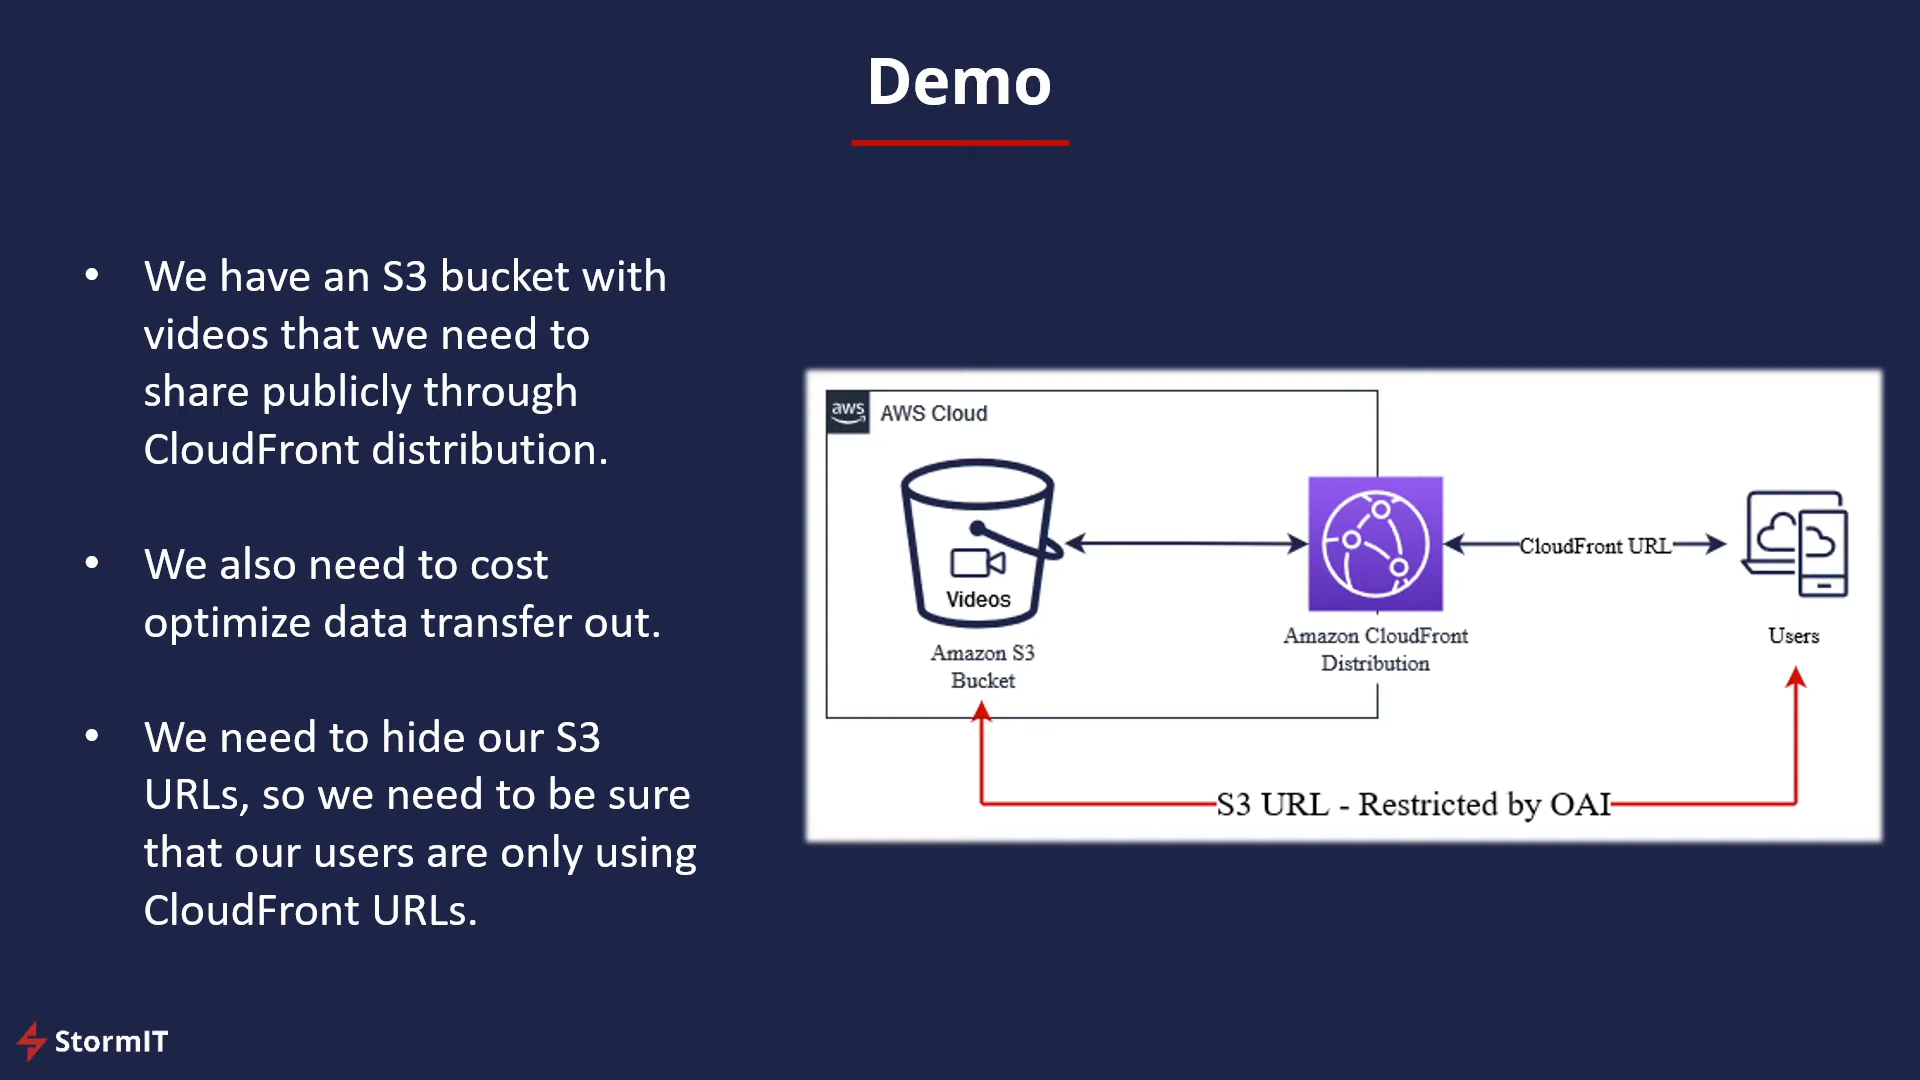 Demo
• We have an S3 bucket with
videos that we need to
share publicly through
CloudFront distribution.
• We also need to cost
optimize data transfer out.
• We need to hide our S3
URLs, so we need to be sure
that our users are only using
CloudFront URLs.
aws
AWS Cloud
Videos
Amazon S3
Bucket
Amazon CloudFront
Distribution
CloudFront URL
Users
S3 URL - Restricted by OAI
StormIT